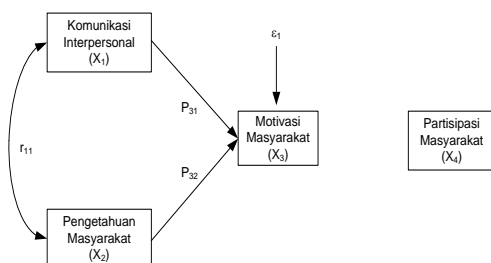 Komunikasi
Interpersonal
(X₁)
ε₁
P₃₁
Motivasi
Masyarakat
(X₃)
Partisipasi
Masyarakat
(X₄)
r₁₁
P₃₂
Pengetahuan
Masyarakat
(X₂)